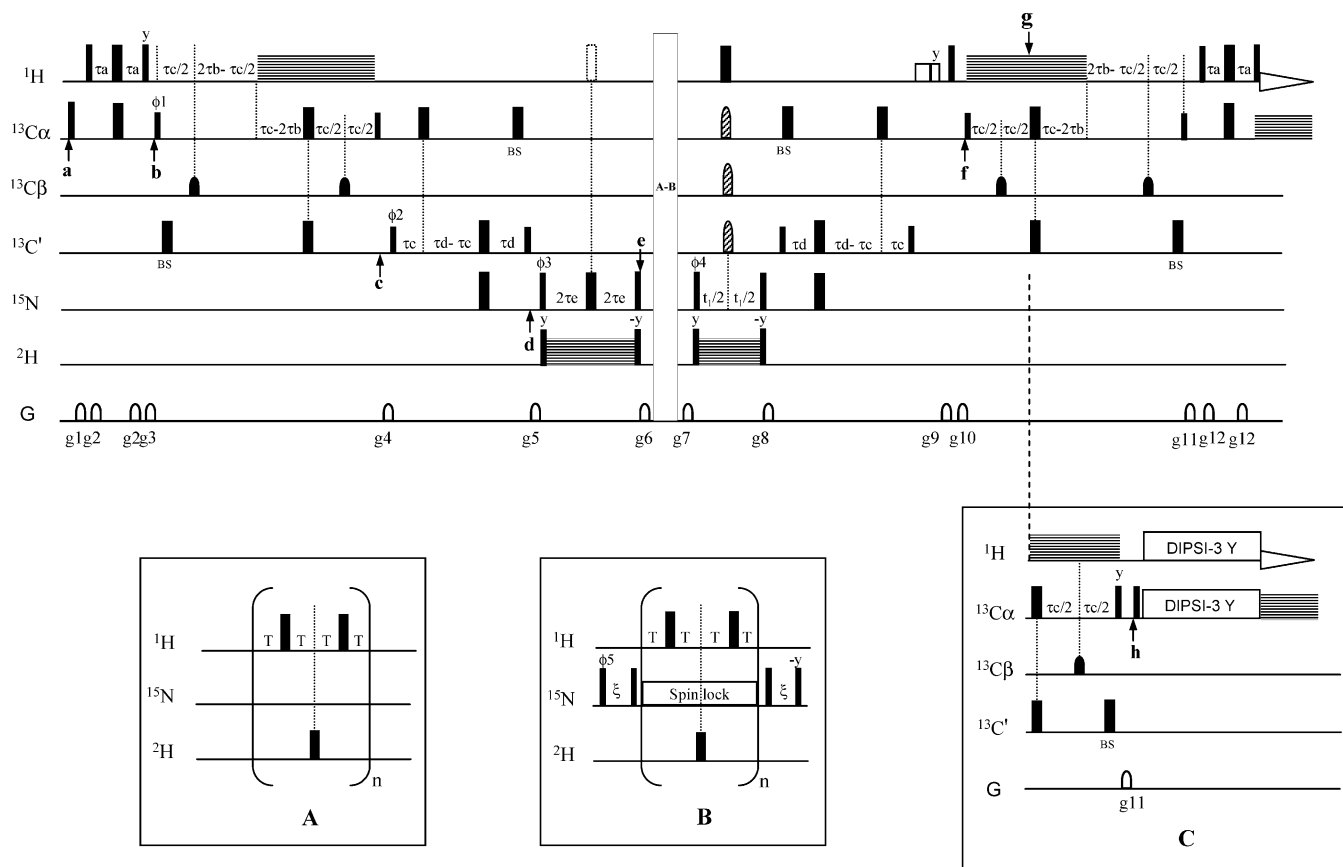 g
y y
¹H τa τa τc/2 2τb- τc/2 2τb- τc/2 τc/2 τa τa
ϕ1
¹³Cα τc-2τb τc/2 τc/2 τc/2 τc/2 τc-2τb
BS BS
a b f
¹³Cβ A-B
ϕ2
¹³C' τc τd- τc τd τd τd- τc τc
BS BS
c e
ϕ3 ϕ4
¹⁵N 2τe 2τe t₁/2 t₁/2
d
y -y y -y
²H
G
g1 g2 g2 g3 g4 g5 g6 g7 g8 g9 g10 g11 g12 g12
¹H T T T T
¹⁵N
²H
n
A
¹H T T T T
ϕ5 -y
¹⁵N ξ Spin lock ξ
²H
n
B
¹H DIPSI-3 Y
y
¹³Cα τc/2 τc/2 DIPSI-3 Y
h
¹³Cβ
¹³C'
BS
G
g11
C